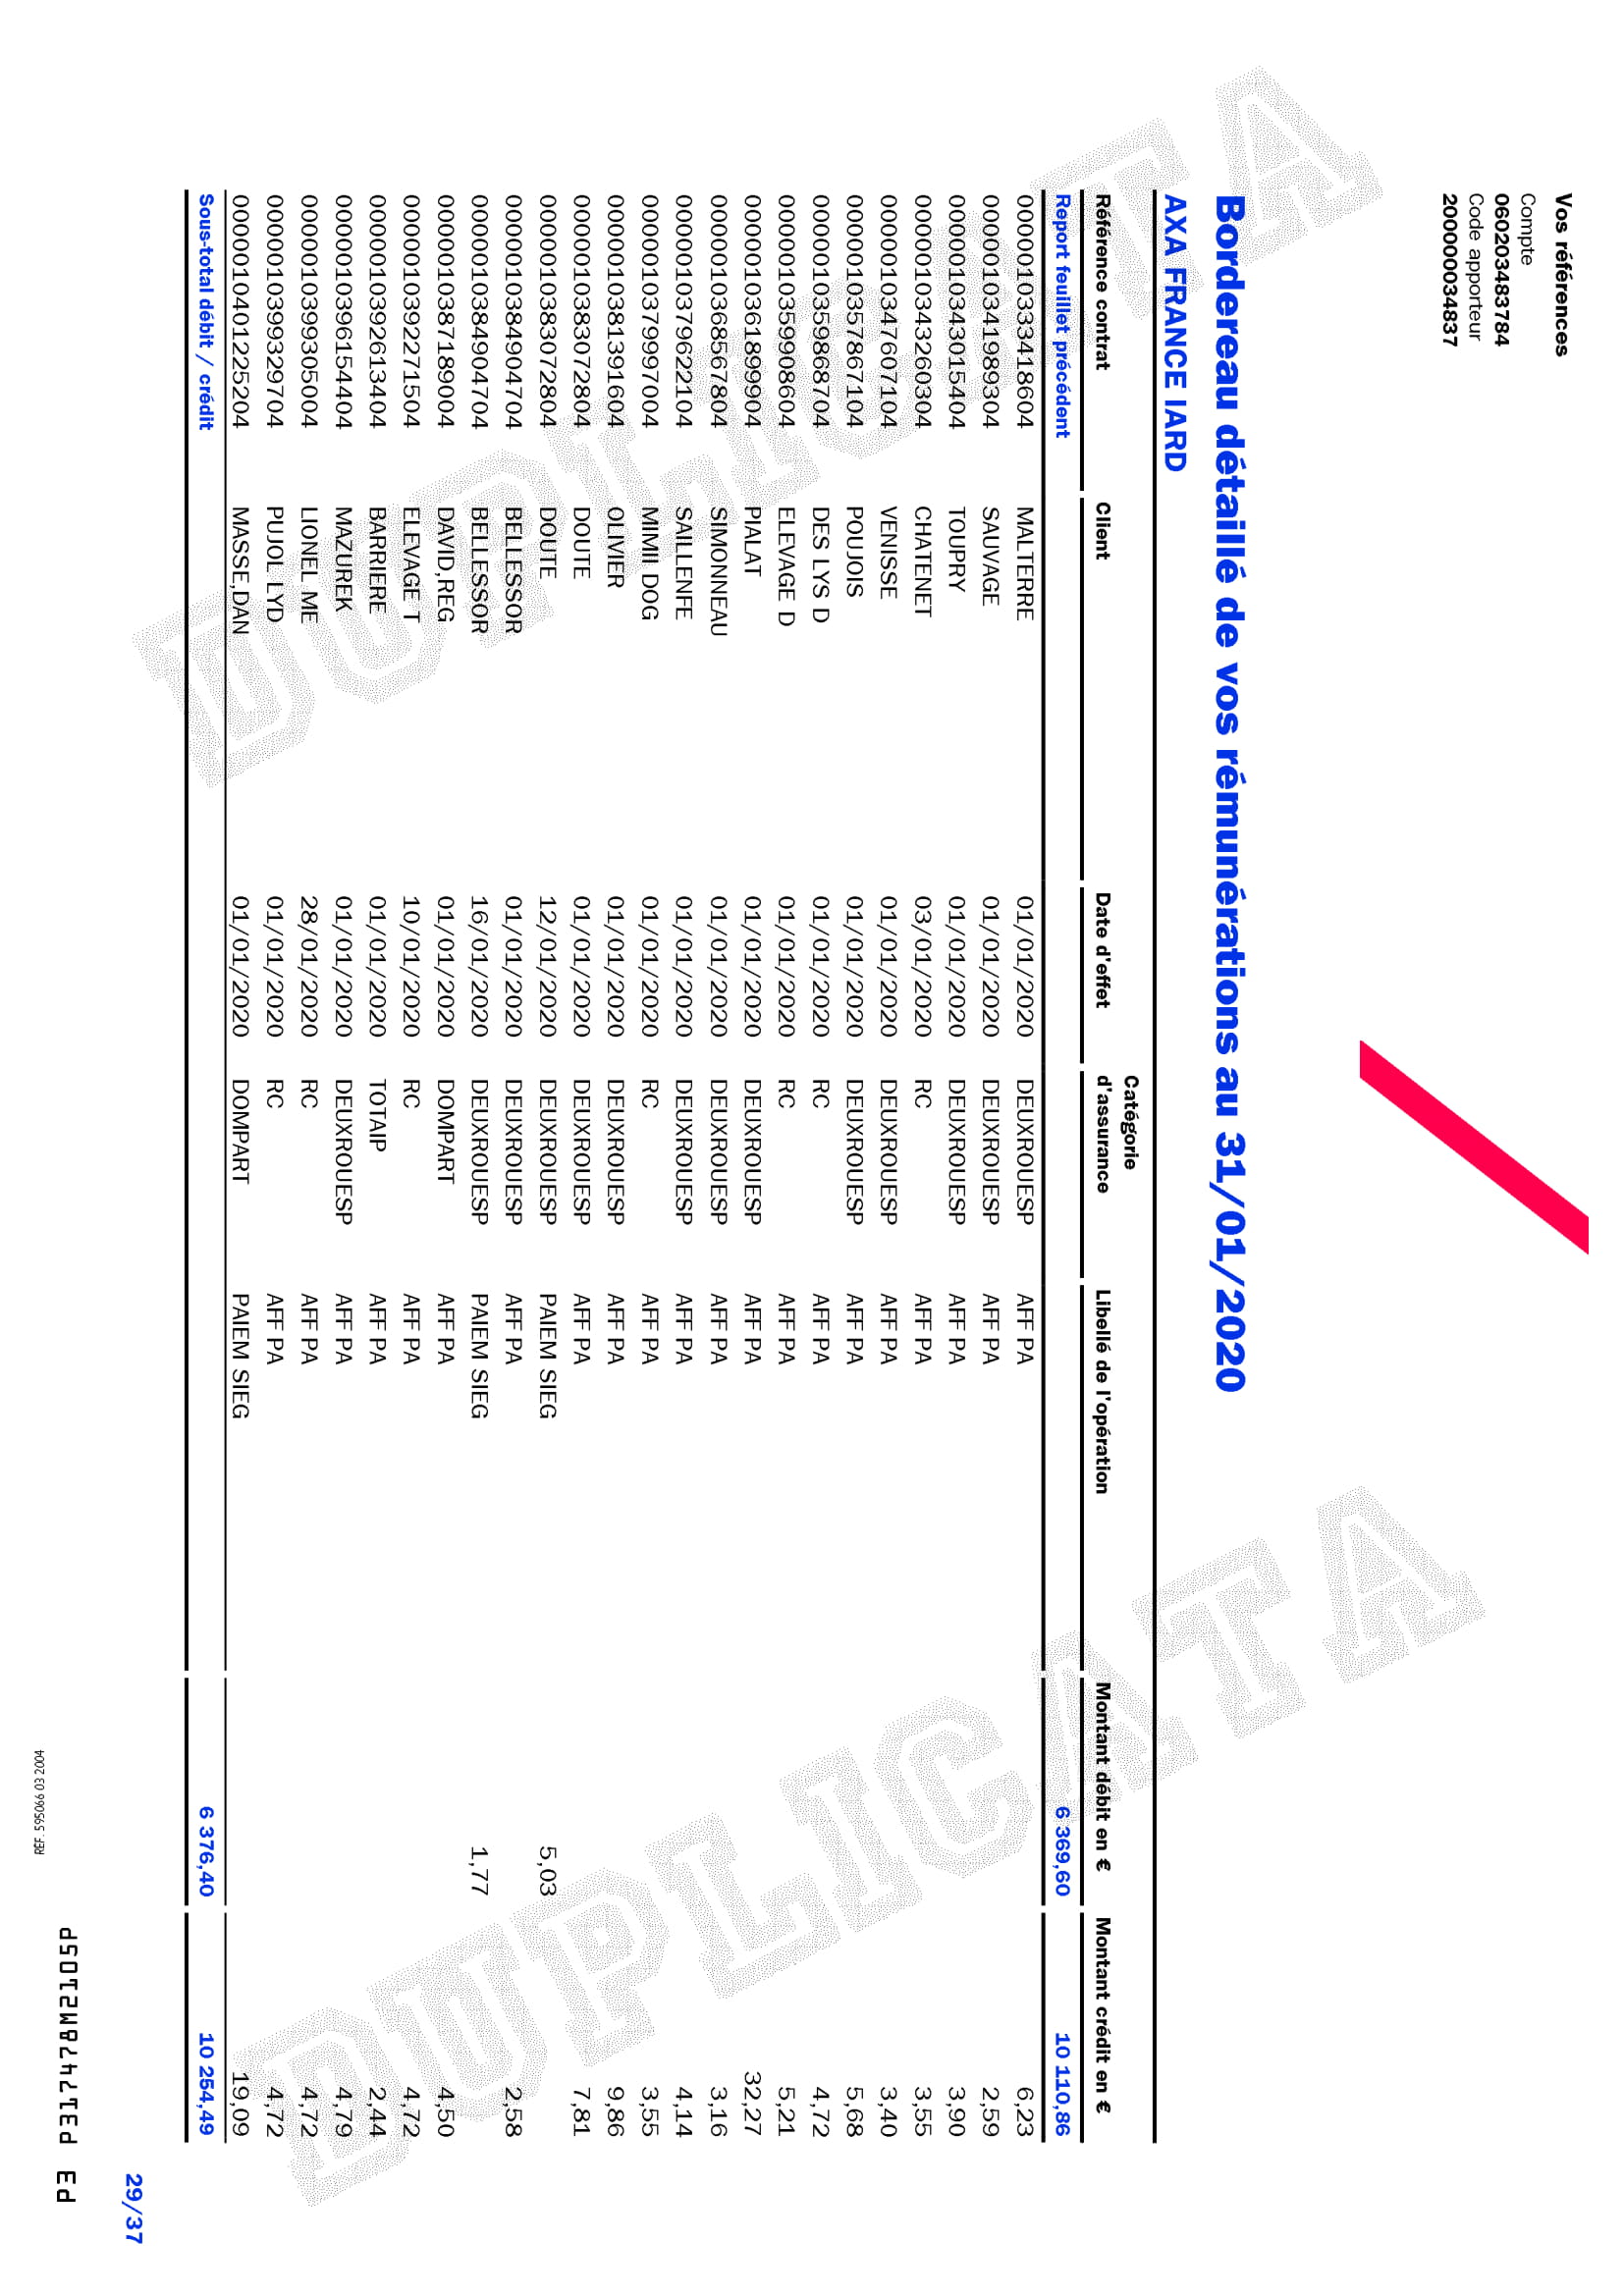 Vos références
Compte
060203483784
Code apporteur
2000000034837
Bordereau détaillé de vos rémunérations au 31/01/2020
AXA FRANCE IARD
Référence contrat Client Date d'effet Catégorie d'assurance Libellé de l'opération Montant débit en € Montant crédit en €
Report feuillet précédent 6 369,60 10 110,86
0000010333418604 MALTERRE 01/01/2020 DEUXROUESP AFF PA 6,23
0000010341989304 SAUVAGE 01/01/2020 DEUXROUESP AFF PA 2,59
0000010343015404 TOUPRY 01/01/2020 DEUXROUESP AFF PA 3,90
0000010343260304 CHATENET 03/01/2020 RC AFF PA 3,55
0000010347607104 VENISSE 01/01/2020 DEUXROUESP AFF PA 3,40
0000010357867104 POUJOIS 01/01/2020 DEUXROUESP AFF PA 5,68
0000010359868704 DES LYS D 01/01/2020 RC AFF PA 4,72
0000010359908604 ELEVAGE D 01/01/2020 RC AFF PA 5,21
0000010361899904 PIALAT 01/01/2020 DEUXROUESP AFF PA 32,27
0000010368567804 SIMONNEAU 01/01/2020 DEUXROUESP AFF PA 3,16
0000010379622104 SAILLENFE 01/01/2020 DEUXROUESP AFF PA 4,14
0000010379997004 MIMII DOG 01/01/2020 RC AFF PA 3,55
0000010381391604 OLIVIER 01/01/2020 DEUXROUESP AFF PA 9,86
0000010383072804 DOUTE 01/01/2020 DEUXROUESP AFF PA 7,81
0000010383072804 DOUTE 12/01/2020 DEUXROUESP PAIEM SIEG 5,03
0000010384904704 BELLESSOR 01/01/2020 DEUXROUESP AFF PA 2,58
0000010384904704 BELLESSOR 16/01/2020 DEUXROUESP PAIEM SIEG 1,77
0000010387189004 DAVID,REG 01/01/2020 DOMPART AFF PA 4,50
0000010392271504 ELEVAGE T 10/01/2020 RC AFF PA 4,72
0000010392613404 BARRIERE 01/01/2020 TOTAIP AFF PA 2,44
0000010396154404 MAZUREK 01/01/2020 DEUXROUESP AFF PA 4,79
0000010399305004 LIONEL ME 28/01/2020 RC AFF PA 4,72
0000010399329704 PUJOL LYD 01/01/2020 RC AFF PA 4,72
0000010401225204 MASSE,DAN 01/01/2020 DOMPART PAIEM SIEG 19,09
Sous-total débit / crédit 6 376,40 10 254,49
29/37
REF. 595066 03 2004
DUPLICATA
DUPLICATA